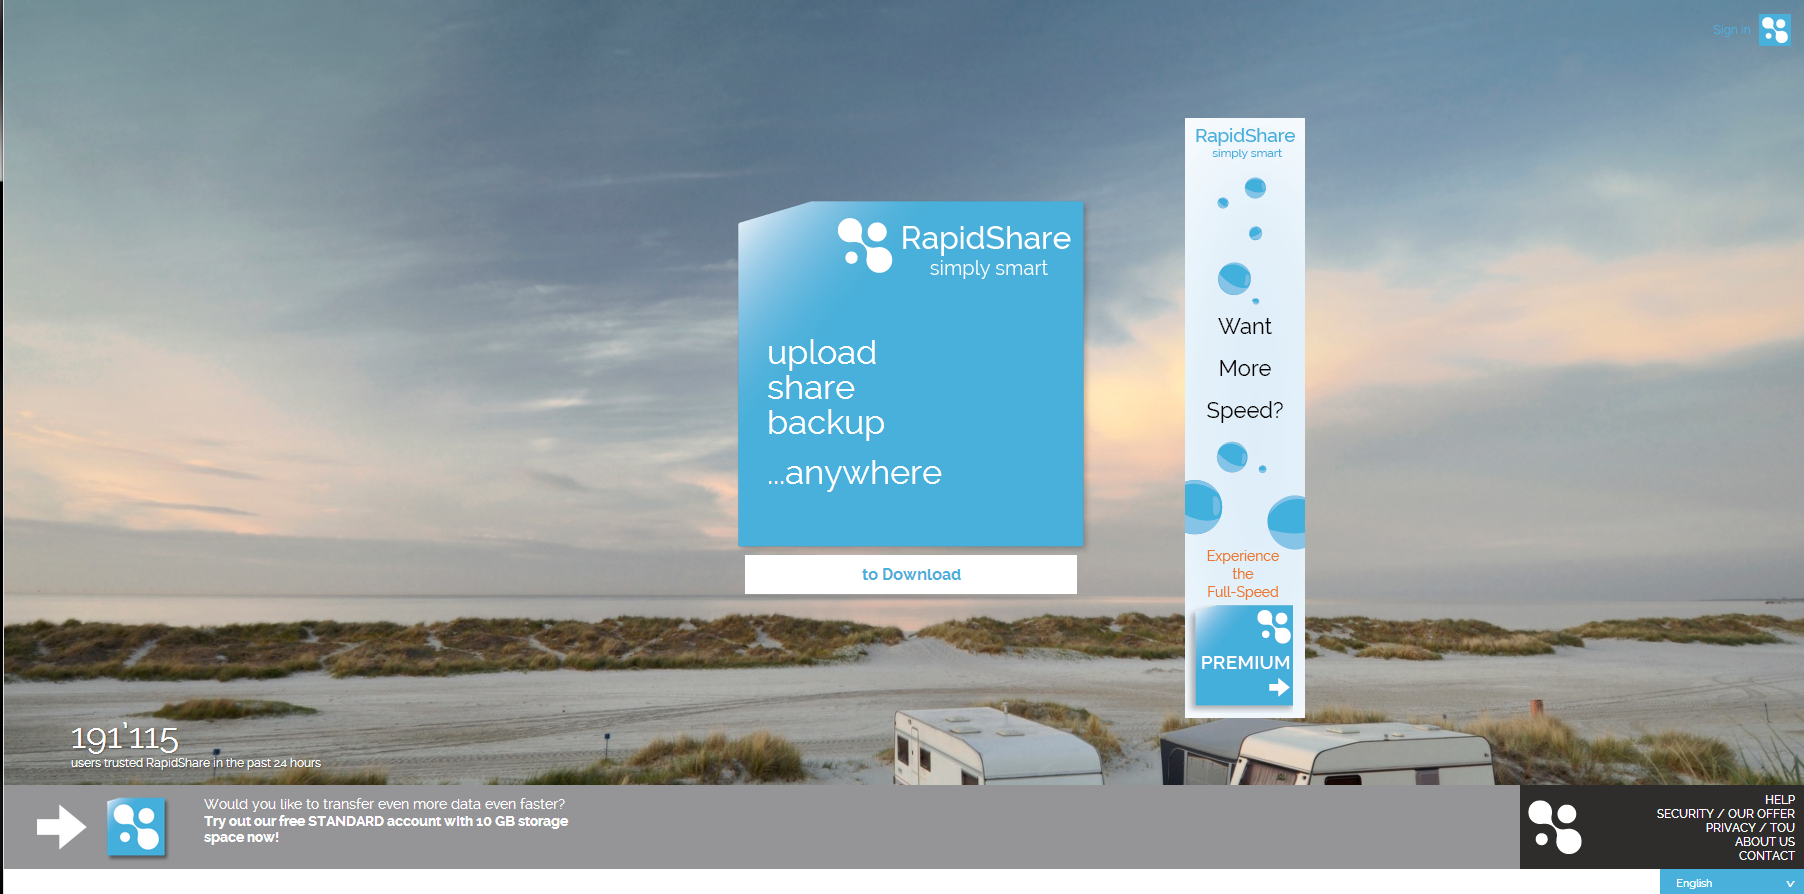 Sign in
RapidShare
simply smart
upload
share
backup
...anywhere
to Download
RapidShare
simply smart
Want
More
Speed?
Experience
the
Full-Speed
PREMIUM
191'115
users trusted RapidShare in the past 24 hours
Would you like to transfer even more data even faster?
Try out our free STANDARD account with 10 GB storage
space now!
HELP
SECURITY / OUR OFFER
PRIVACY / TOU
ABOUT US
CONTACT
English